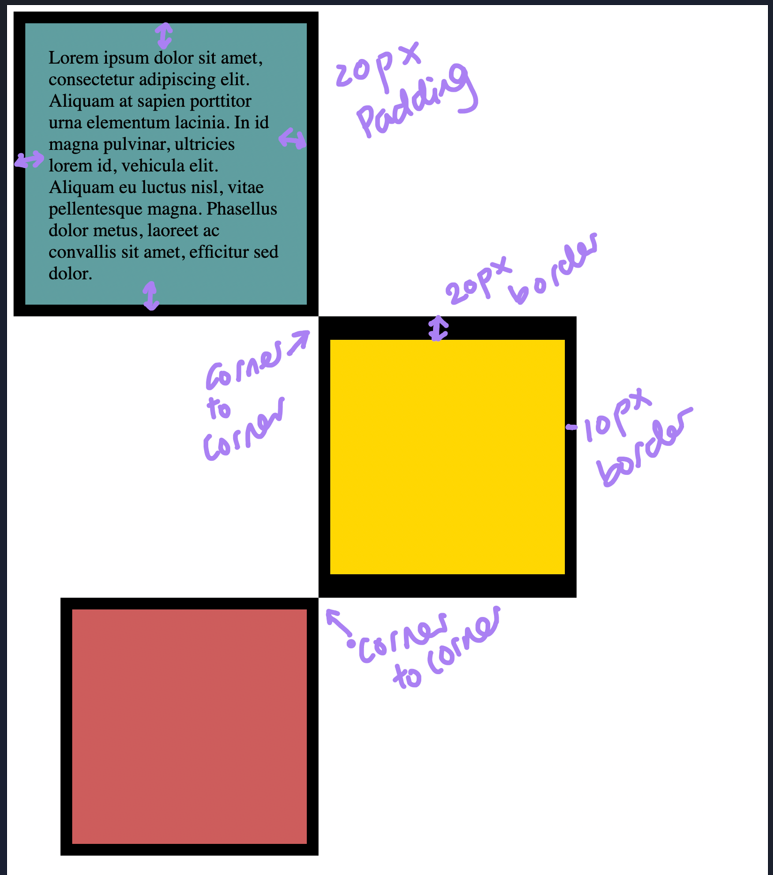 Lorem ipsum dolor sit amet,
consectetur adipiscing elit.
Aliquam at sapien porttitor
urna elementum lacinia. In id
magna pulvinar, ultricies
lorem id, vehicula elit.
Aliquam eu luctus nisl, vitae
pellentesque magna. Phasellus
dolor metus, laoreet ac
convallis sit amet, efficitur sed
dolor.
20px
Padding
20px border
Corner
to
Corner
10px
border
Corner
to corner